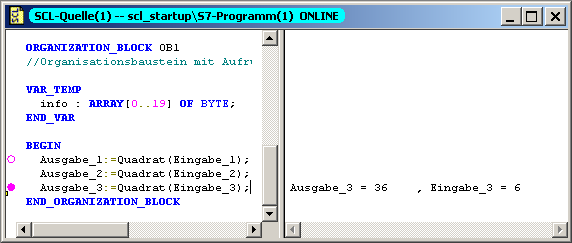 SCL
SCL-Quelle(1) -- scl_startup\S7-Programm(1) ONLINE
ORGANIZATION_BLOCK OB1
//Organisationsbaustein mit Aufr
VAR_TEMP
info : ARRAY[0..19] OF BYTE;
END_VAR
BEGIN
Ausgabe_1:=Quadrat(Eingabe_1);
Ausgabe_2:=Quadrat(Eingabe_2);
Ausgabe_3:=Quadrat(Eingabe_3); Ausgabe_3 = 36 , Eingabe_3 = 6
END_ORGANIZATION_BLOCK